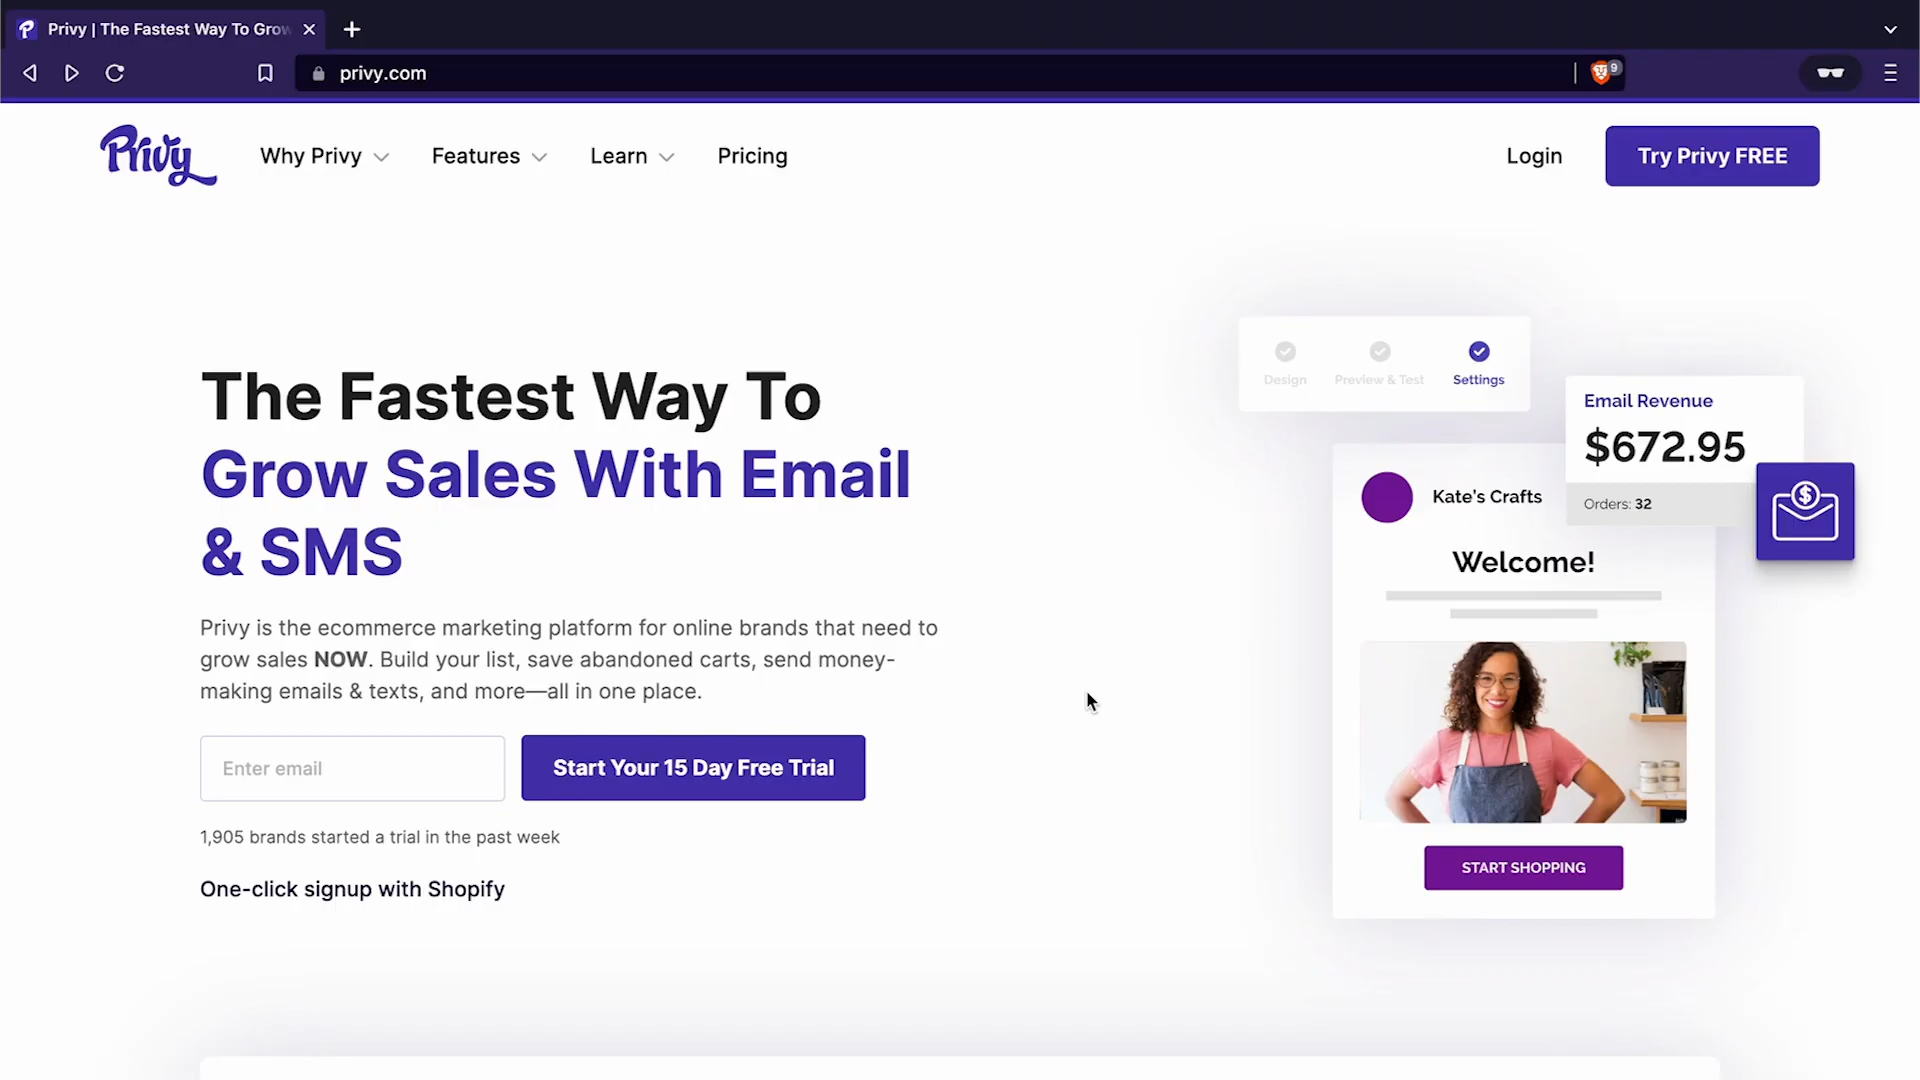 Privy | The Fastest Way To Grow
privy.com
9
Privy
Why Privy
Features
Learn
Pricing
Login
Try Privy FREE
The Fastest Way To
Grow Sales With Email
& SMS
Privy is the ecommerce marketing platform for online brands that need to
grow sales NOW. Build your list, save abandoned carts, send money-
making emails & texts, and more—all in one place.
Enter email
Start Your 15 Day Free Trial
1,905 brands started a trial in the past week
One-click signup with Shopify
Design
Preview & Test
Settings
Email Revenue
$672.95
Orders: 32
Kate's Crafts
Welcome!
START SHOPPING